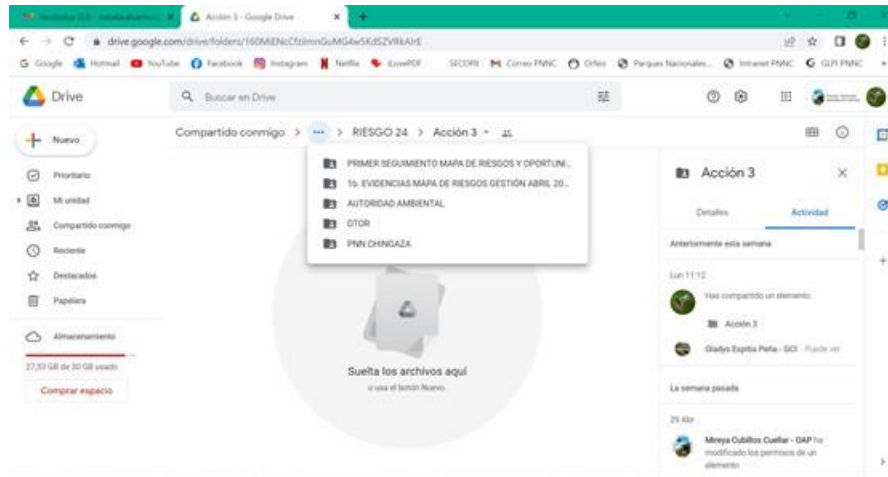 Acción 3 - Google Drive
drive.google.com/drive/folders/
Google Hotmail YouTube Facebook Instagram Netflix iLovePDF SECOPII Correo PNNC Orfeo Parques Nacionales... Intranet PNNC GLPI PNNC
Drive
Buscar en Drive
Nuevo
Compartido conmigo > ... > RIESGO 24 > Acción 3
PRIMER SEGUIMIENTO MAPA DE RIESGOS Y OPORTUNI...
1b. EVIDENCIAS MAPA DE RIESGOS GESTIÓN ABRIL 20...
AUTORIDAD AMBIENTAL
DTOR
PNN CHINGAZA
Prioritario
Mi unidad
Compartido conmigo
Reciente
Destacados
Papelera
Almacenamiento
27,93 GB de 30 GB usado
Comprar espacio
Suelta los archivos aquí
o usa el botón Nuevo.
Acción 3
Detalles Actividad
Anteriormente esta semana
Lun 11:12
Has compartido un elemento
Acción 3
Gladys Espitia Peña - GCI Puede ver
La semana pasada
29 Abr
Mireya Cubillos Cuellar - OAP ha
modificado los permisos de un
elemento